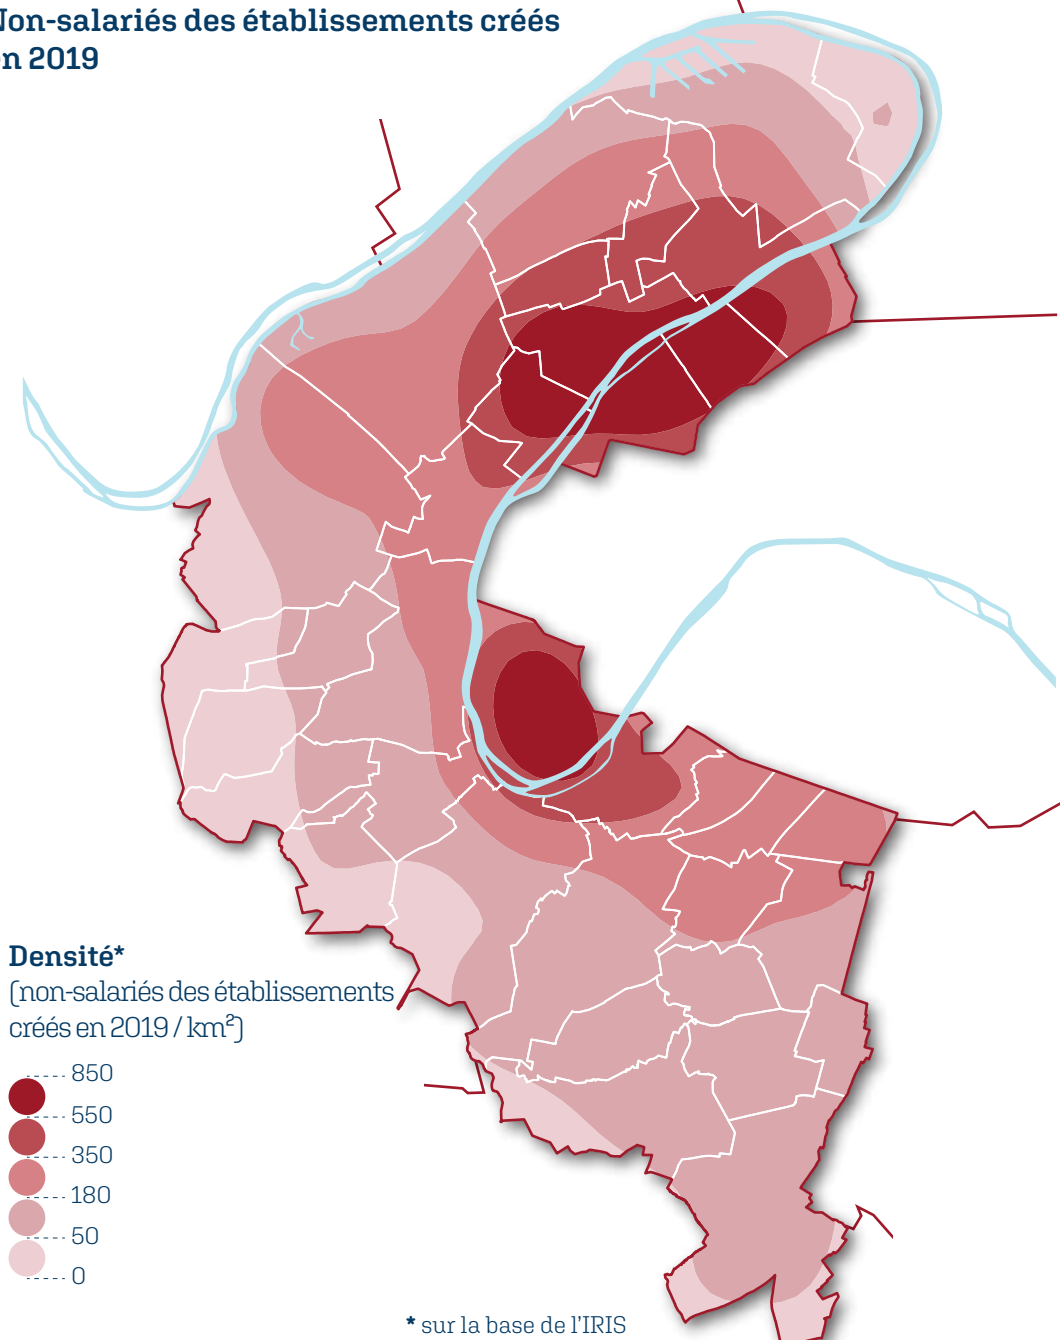 Non-salariés des établissements créés
en 2019
Densité*
(non-salariés des établissements
créés en 2019 / km²)
850
550
350
180
50
0
* sur la base de l'IRIS